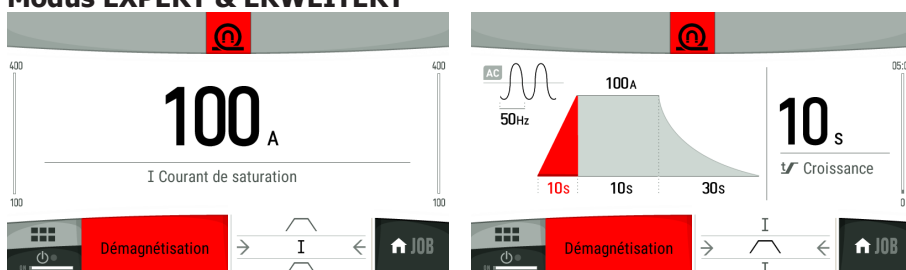 Modus EXPERT & ERWEITERT
400
400
100 A
I Courant de saturation
100
100
Démagnétisation
I
JOB
AC
50Hz
100A
10s
10s
30s
10 s
Croissance
Démagnétisation
I
I
JOB